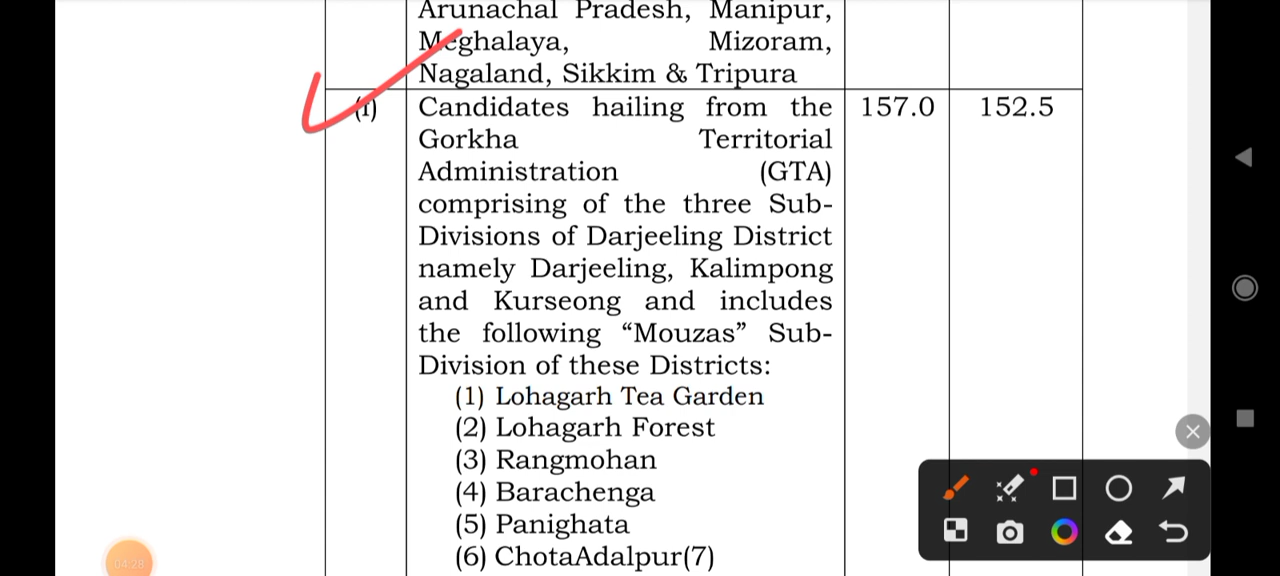 Arunachal Pradesh, Manipur,
Meghalaya, Mizoram,
Nagaland, Sikkim & Tripura
(i) Candidates hailing from the 157.0 152.5
Gorkha Territorial
Administration (GTA)
comprising of the three Sub-
Divisions of Darjeeling District
namely Darjeeling, Kalimpong
and Kurseong and includes
the following “Mouzas” Sub-
Division of these Districts:
(1) Lohagarh Tea Garden
(2) Lohagarh Forest
(3) Rangmohan
(4) Barachenga
(5) Panighata
(6) ChotaAdalpur(7)
04:28